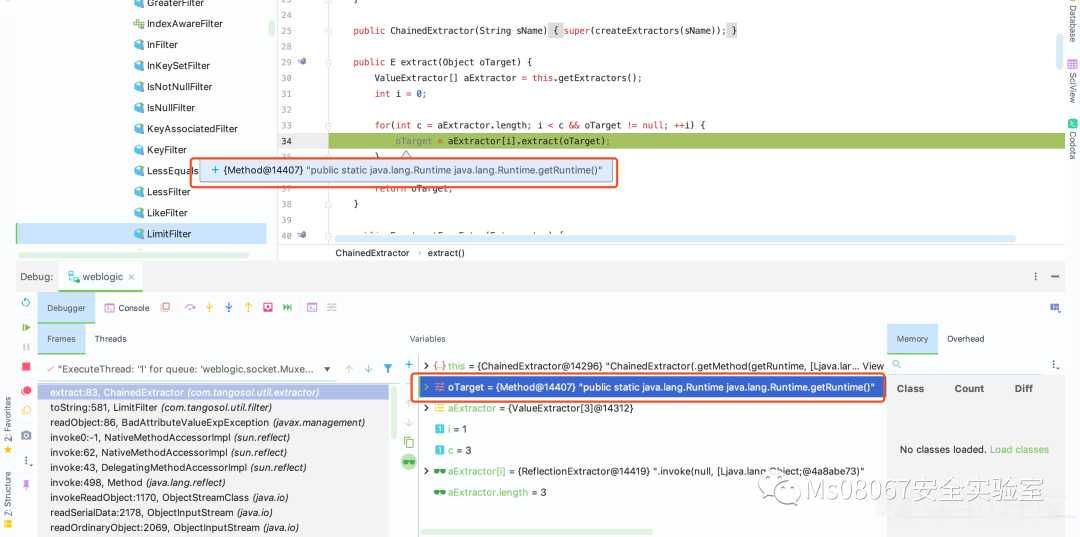 GreaterFilter
IndexAwareFilter
InFilter
InKeySetFilter
IsNotNullFilter
IsNullFilter
KeyAssociatedFilter
KeyFilter
LessEquals
LessFilter
LikeFilter
LimitFilter
24
25 public ChainedExtractor(String sName) { super(createExtractors(sName)); }
28
29 public E extract(Object oTarget) {
30 ValueExtractor[] aExtractor = this.getExtractors();
31 int i = 0;
32
33 for(int c = aExtractor.length; i < c && oTarget != null; ++i) {
34 oTarget = aExtractor[i].extract(oTarget);
35 }
+ {Method@14407} "public static java.lang.Runtime java.lang.Runtime.getRuntime()"
37 return oTarget;
38 }
39
40
ChainedExtractor › extract()
Database
SciView
Codota
Debug: weblogic ×
Debugger Console
Frames Threads
Variables
Memory Overhead
"ExecuteThread: '1' for queue: 'weblogic.socket.Muxe...
extract:83, ChainedExtractor (com.tangosol.util.extractor)
toString:581, LimitFilter (com.tangosol.util.filter)
readObject:86, BadAttributeValueExpException (javax.management)
invoke0:-1, NativeMethodAccessorImpl (sun.reflect)
invoke:62, NativeMethodAccessorImpl (sun.reflect)
invoke:43, DelegatingMethodAccessorImpl (sun.reflect)
invoke:498, Method (java.lang.reflect)
invokeReadObject:1170, ObjectStreamClass (java.io)
readSerialData:2178, ObjectInputStream (java.io)
readOrdinaryObject:2069, ObjectInputStream (java.io)
this = {ChainedExtractor@14296} "ChainedExtractor(.getMethod(getRuntime, [Ljava.lar... View
oTarget = {Method@14407} "public static java.lang.Runtime java.lang.Runtime.getRuntime()"
aExtractor = {ValueExtractor[3]@14312}
i = 1
c = 3
aExtractor[i] = {ReflectionExtractor@14419} ".invoke(null, [Ljava.lang.Object;@4a8abe73)"
aExtractor.length = 3
Class Count Diff
No classes loaded. Load classes
2: Favorites
Z: Structure
Ms08067安全实验室